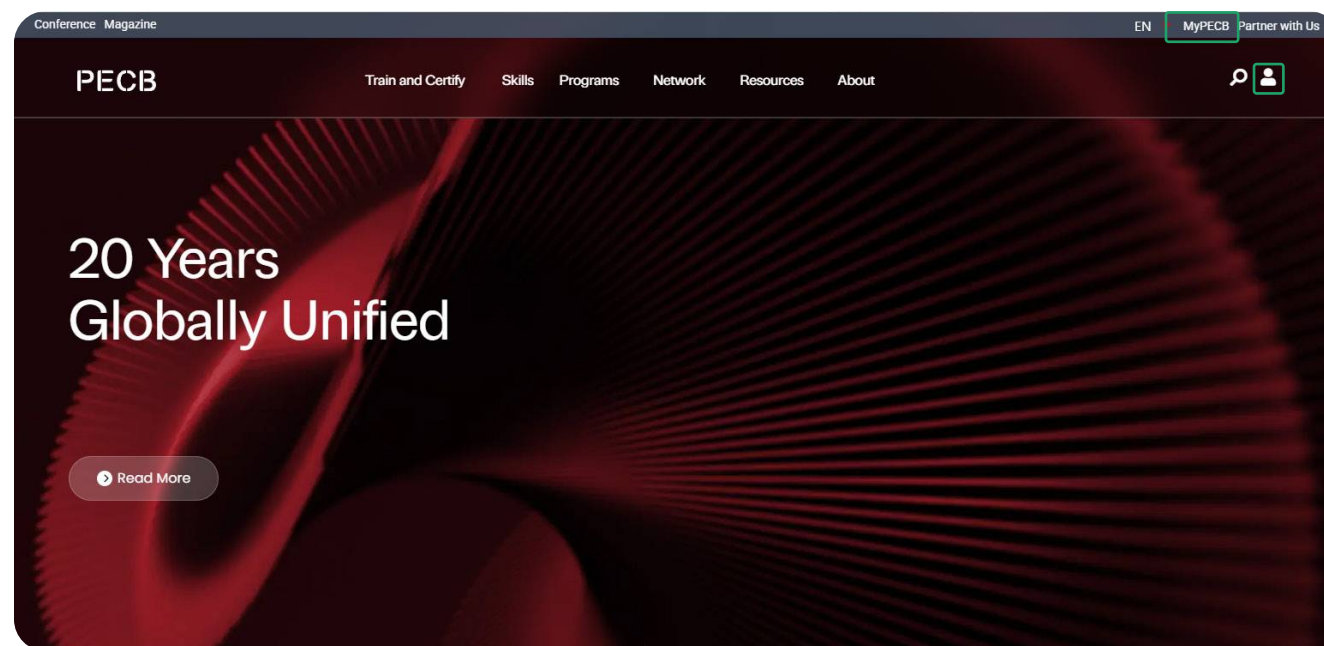 Conference Magazine EN MyPECB Partner with Us
PECB Train and Certify Skills Programs Network Resources About
20 Years
Globally Unified
Read More